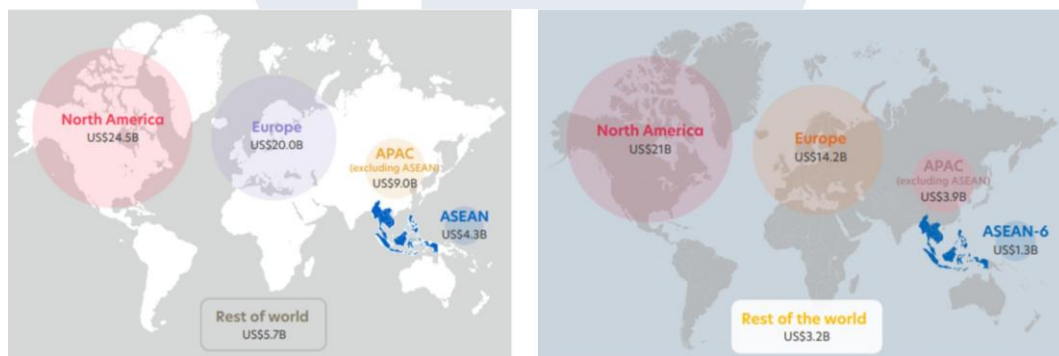 North America
US$24.5B
Europe
US$20.0B
APAC
(excluding ASEAN)
US$9.0B
ASEAN
US$4.3B
Rest of world
US$5.7B
North America
US$21B
Europe
US$14.2B
APAC
(excluding ASEAN)
US$3.9B
ASEAN-6
US$1.3B
Rest of the world
US$3.2B